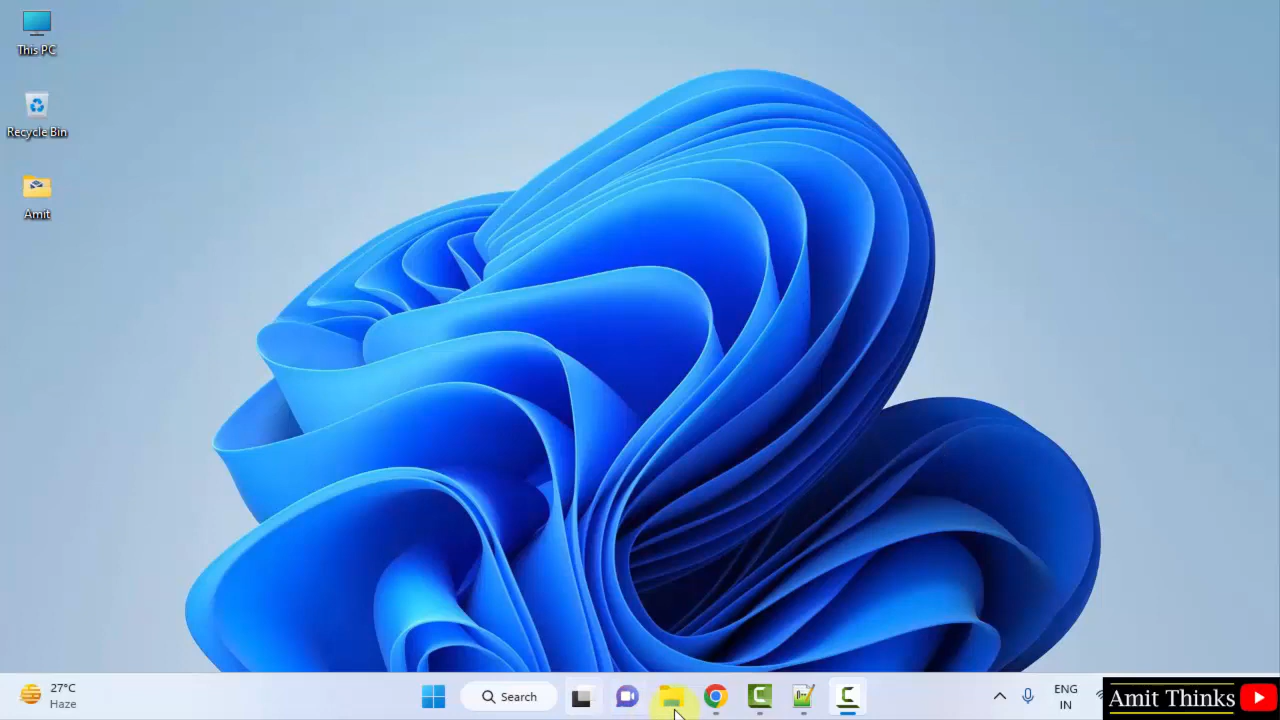 This PC
Recycle Bin
Amit
27°C
Haze
Search
ENG
IN
Amit Thinks